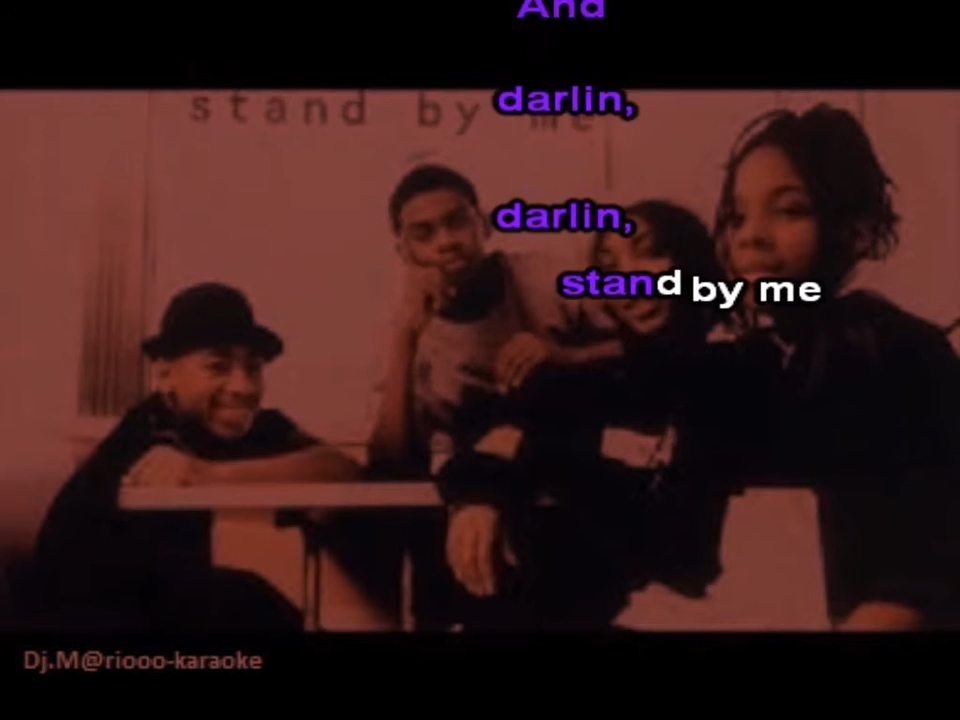 And
stand by me
darlin,
darlin,
stand by me
Dj.M@riooo-karaoke